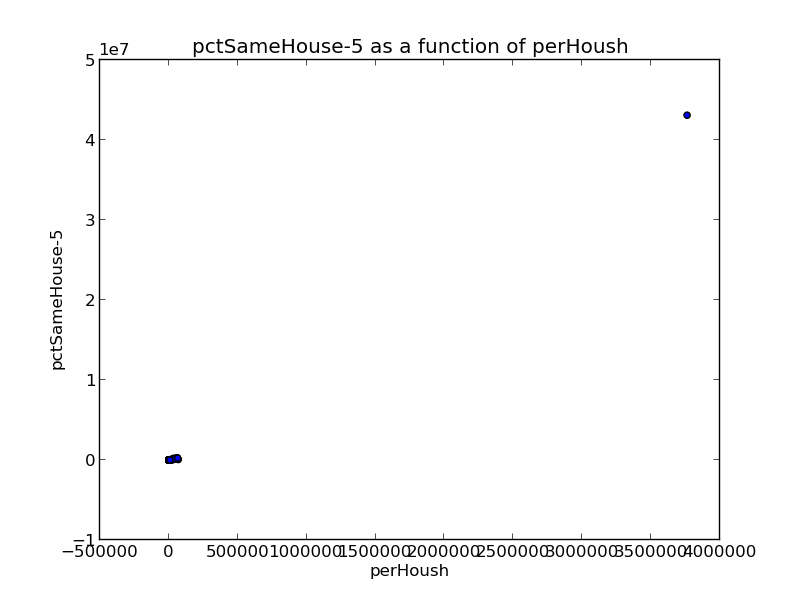 pctSameHouse-5 as a function of perHoush
1e7
5
4
3
2
1
0
−1
pctSameHouse-5
−500000 0 500000 1000000 1500000 2000000 2500000 3000000 3500000 4000000
perHoush